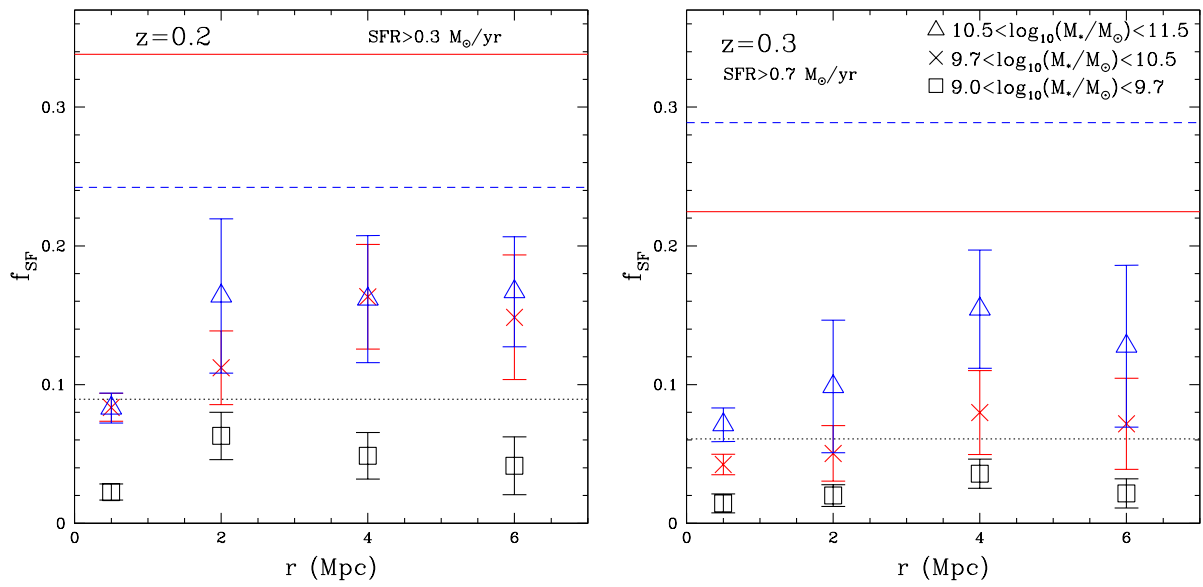 z=0.2
SFR>0.3 M⊙/yr
0.3
0.2
0.1
0
f_SF
0 2 4 6
r (Mpc)
z=0.3
SFR>0.7 M⊙/yr
10.5<log₁₀(M*/M⊙)<11.5
9.7<log₁₀(M*/M⊙)<10.5
9.0<log₁₀(M*/M⊙)<9.7
0.3
0.2
0.1
0
f_SF
0 2 4 6
r (Mpc)